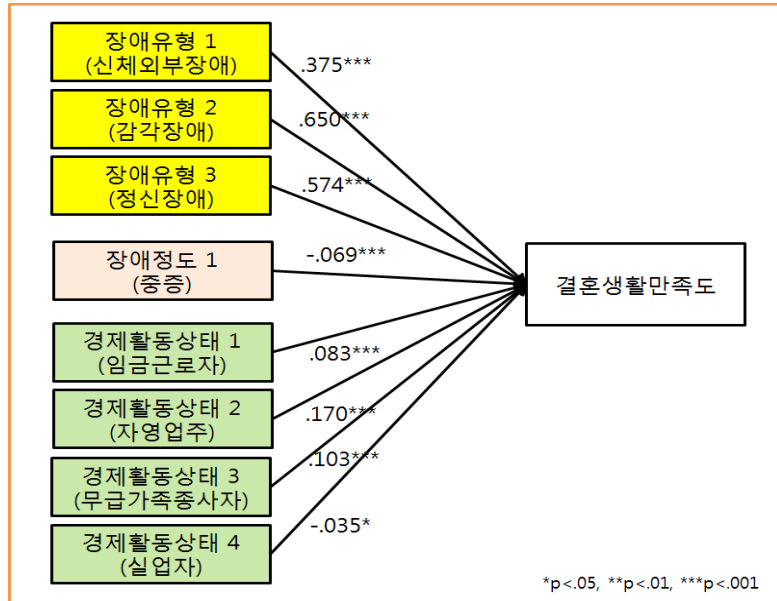 장애유형 1
(신체외부장애)
.375***
장애유형 2
(감각장애)
.650***
장애유형 3
(정신장애)
.574***
장애정도 1
(중증)
-.069***
결혼생활만족도
경제활동상태 1
(임금근로자)
.083***
경제활동상태 2
(자영업주)
.170***
경제활동상태 3
(무급가족종사자)
.103***
경제활동상태 4
(실업자)
-.035*
*p<.05, **p<.01, ***p<.001